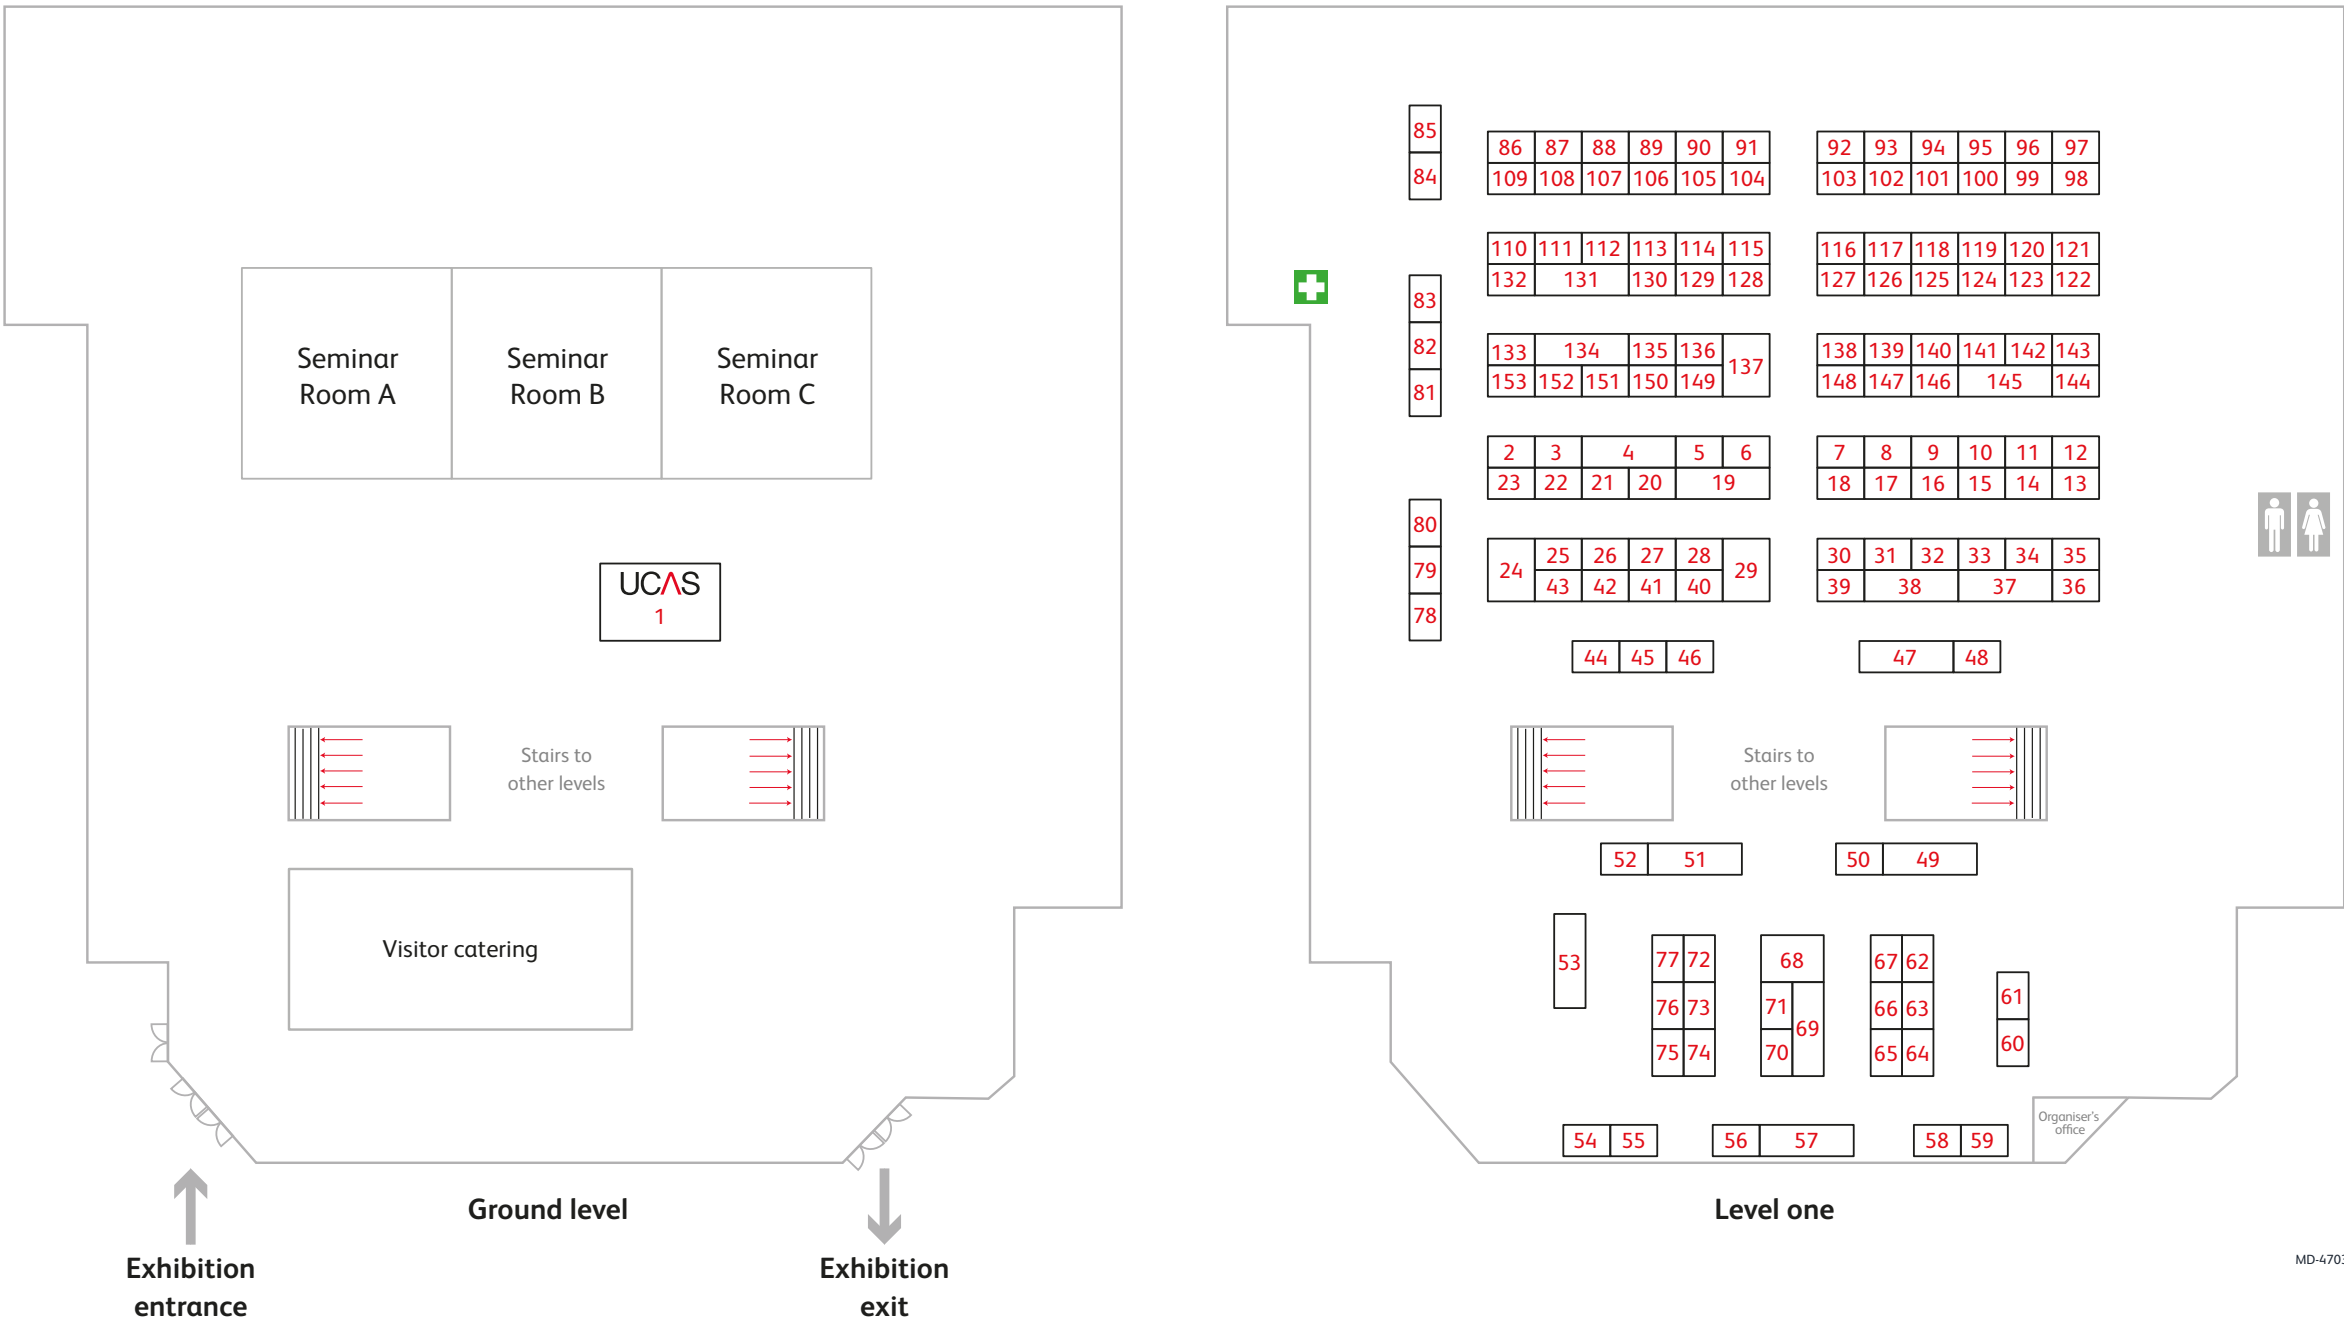 Seminar
Room A
Seminar
Room B
Seminar
Room C
UCAS
1
Stairs to
other levels
Visitor catering
Ground level
Exhibition
entrance
Exhibition
exit
85
84
86 87 88 89 90 91
109 108 107 106 105 104
92 93 94 95 96 97
103 102 101 100 99 98
110 111 112 113 114 115
132 131 130 129 128
116 117 118 119 120 121
127 126 125 124 123 122
83
82
81
133 134 135 136 137
153 152 151 150 149
138 139 140 141 142 143
148 147 146 145 144
2 3 4 5 6
23 22 21 20 19
7 8 9 10 11 12
18 17 16 15 14 13
80
79
78
24 25 26 27 28 29
43 42 41 40
30 31 32 33 34 35
39 38 37 36
44 45 46
47 48
Stairs to
other levels
52 51
50 49
53
77 72
76 73
75 74
68
71 69
70
67 62
66 63
65 64
61
60
54 55
56 57
58 59
Organiser's
office
Level one
MD-4703